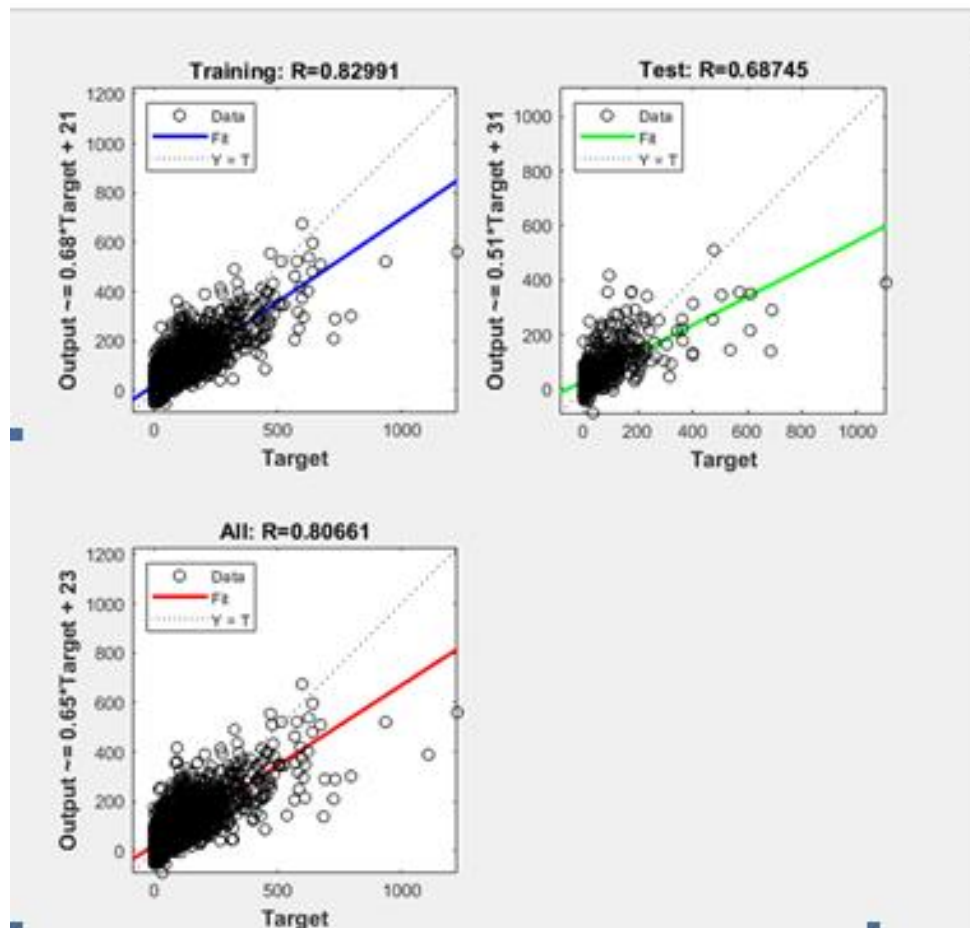 Training: R=0.82991
Output ~= 0.68*Target + 21
1200
1000
800
600
400
200
0
Data
Fit
Y = T
0 500 1000
Target
Test: R=0.68745
Output ~= 0.51*Target + 31
1000
800
600
400
200
0
Data
Fit
Y = T
0 200 400 600 800 1000
Target
All: R=0.80661
Output ~= 0.65*Target + 23
1200
1000
800
600
400
200
0
Data
Fit
Y = T
0 500 1000
Target